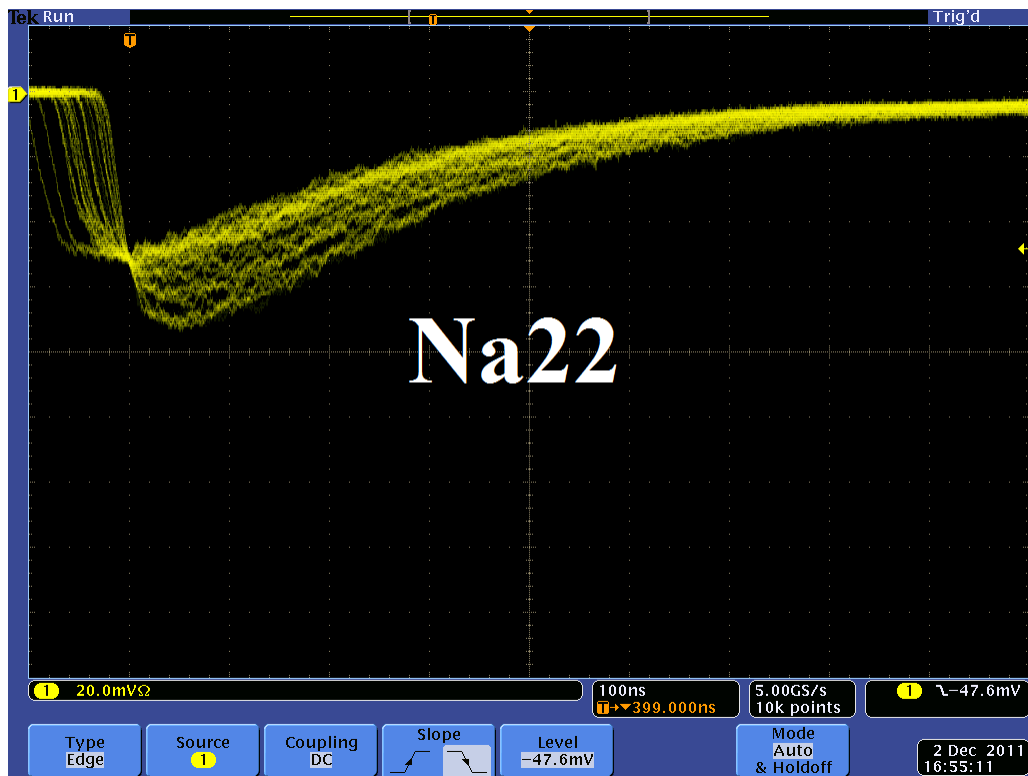 Tek Run Trig'd
T
T
1
Na22
1 20.0mVΩ
100ns
T→▼399.000ns
5.00GS/s
10k points
1 -47.6mV
Type
Edge
Source
1
Coupling
DC
Slope
Level
-47.6mV
Mode
Auto
& Holdoff
2 Dec 2011
16:55:11